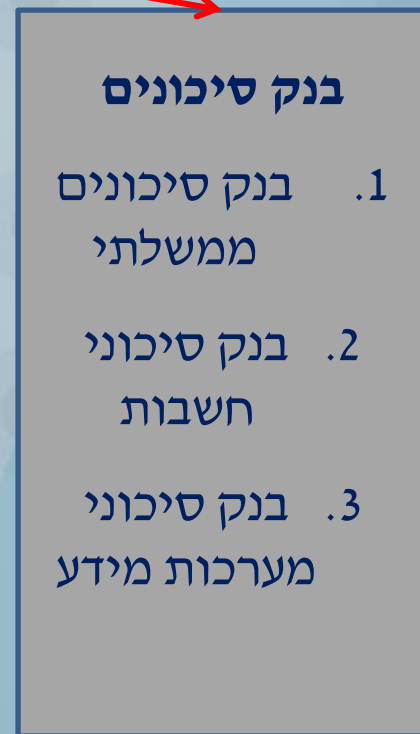 בנק סיכונים
1. בנק סיכונים
ממשלתי
2. בנק סיכוני
חשבות
3. בנק סיכוני
מערכות מידע